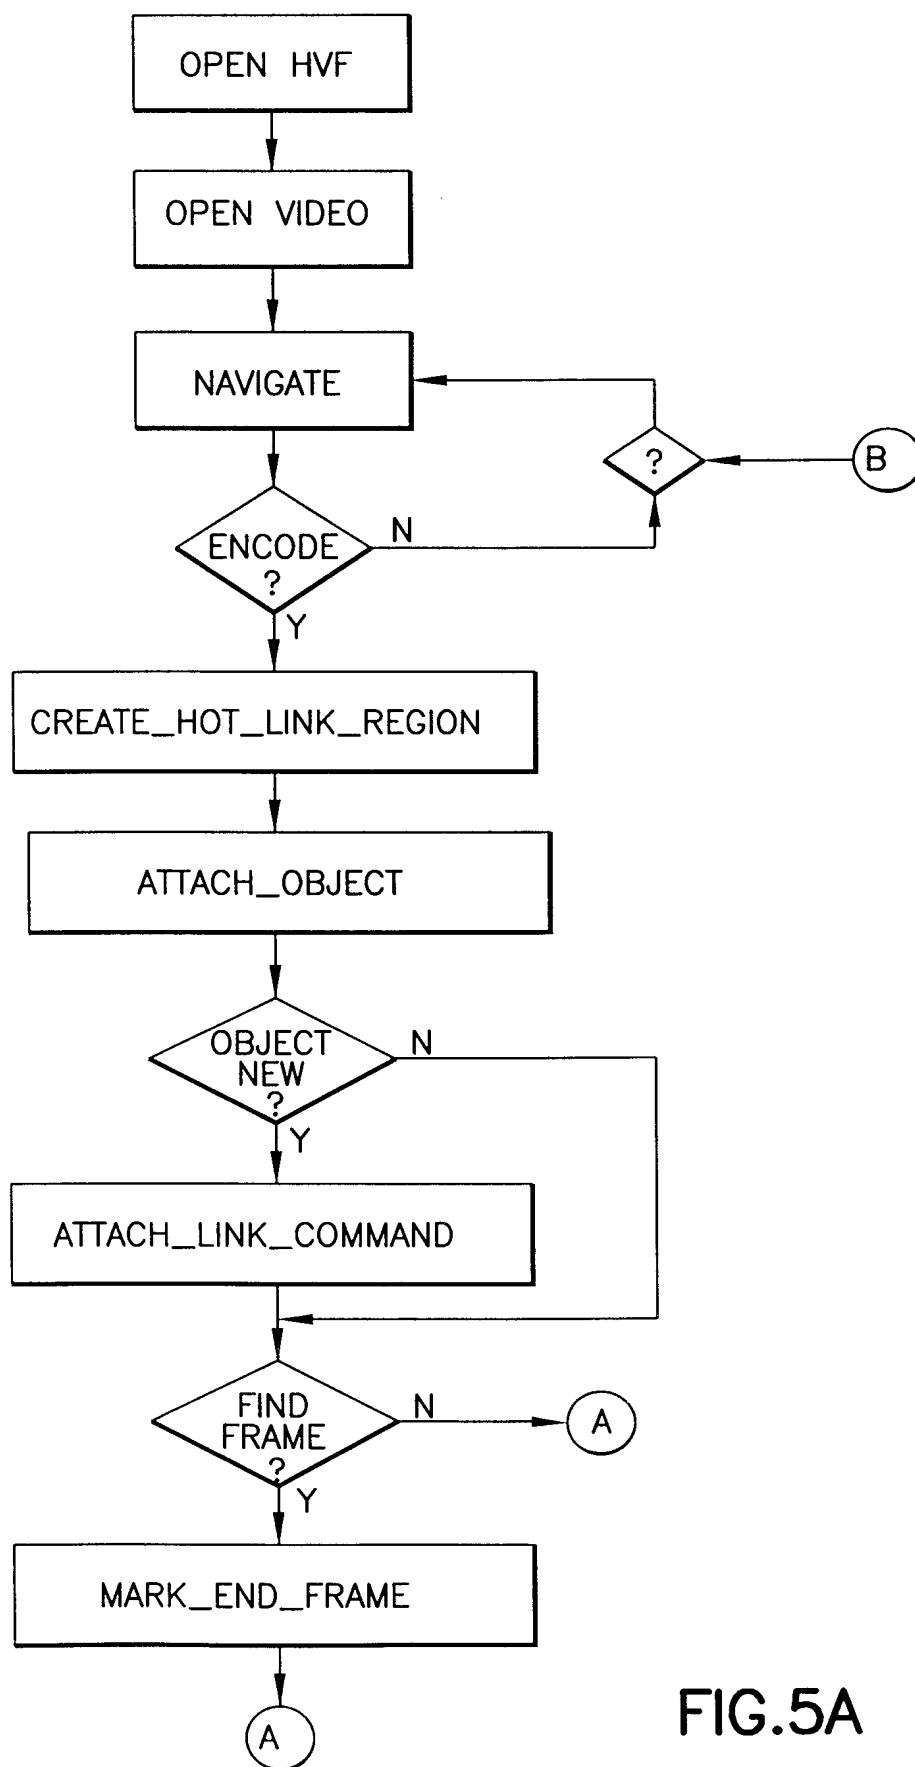 OPEN HVF
OPEN VIDEO
NAVIGATE
?
B
ENCODE
?
N
Y
CREATE_HOT_LINK_REGION
ATTACH_OBJECT
OBJECT
NEW
?
N
Y
ATTACH_LINK_COMMAND
FIND
FRAME
?
N
A
Y
MARK_END_FRAME
A
FIG.5A